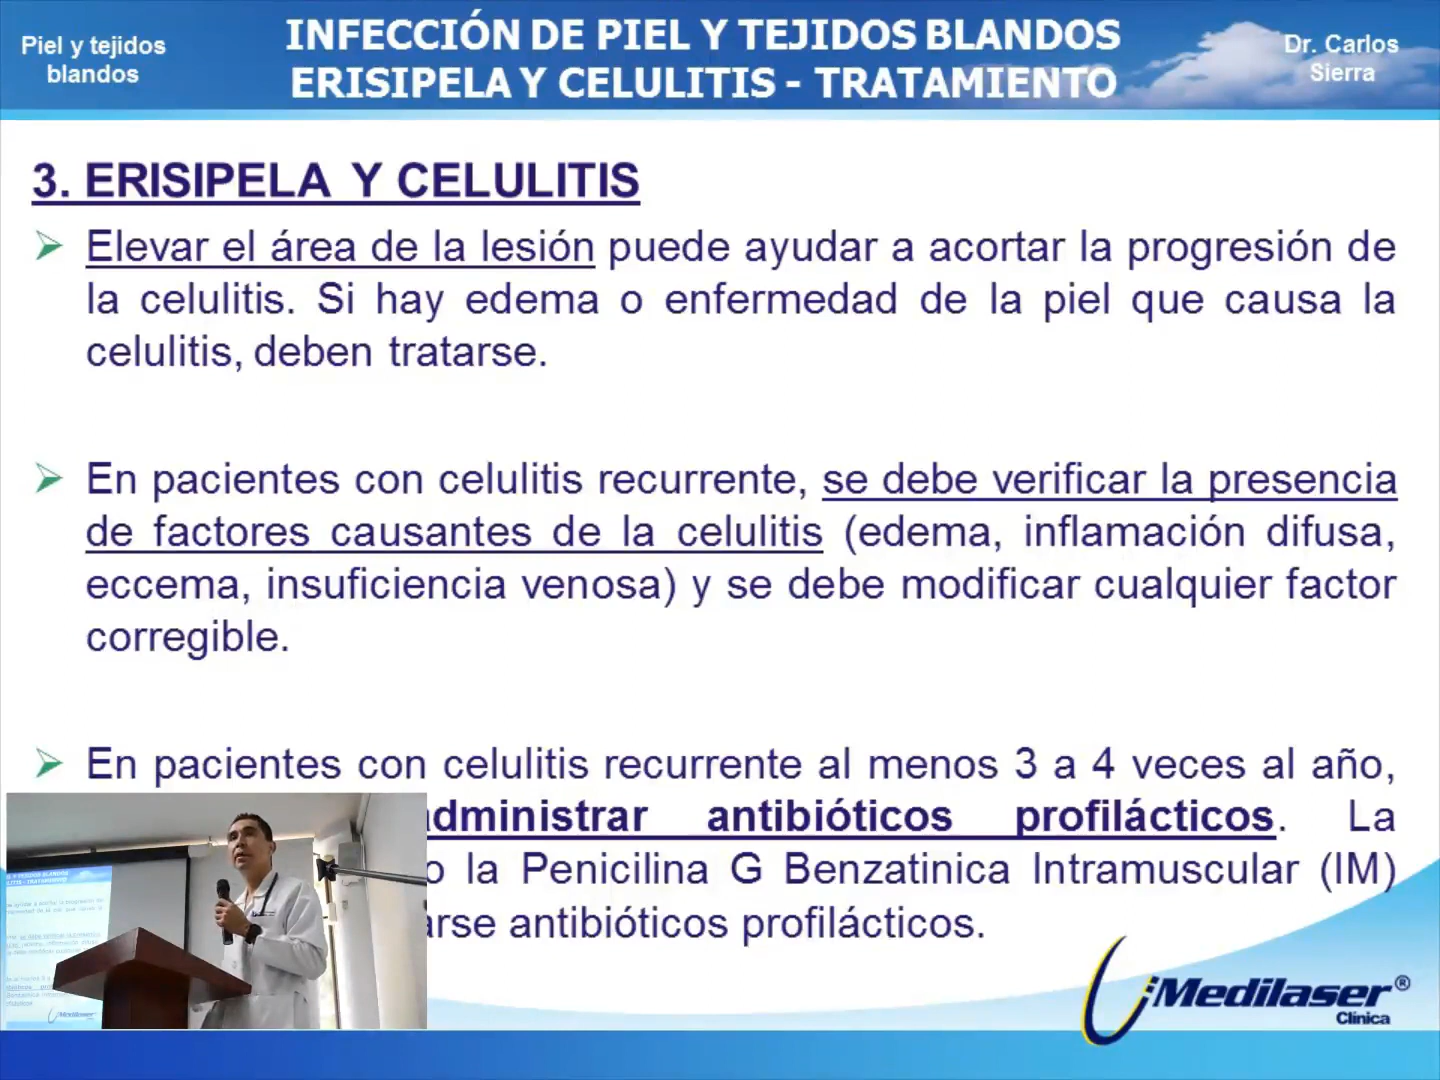 Piel y tejidos
blandos
INFECCIÓN DE PIEL Y TEJIDOS BLANDOS
ERISIPELA Y CELULITIS - TRATAMIENTO
Dr. Carlos
Sierra
3. ERISIPELA Y CELULITIS
Elevar el área de la lesión puede ayudar a acortar la progresión de
la celulitis. Si hay edema o enfermedad de la piel que causa la
celulitis, deben tratarse.
En pacientes con celulitis recurrente, se debe verificar la presencia
de factores causantes de la celulitis (edema, inflamación difusa,
eccema, insuficiencia venosa) y se debe modificar cualquier factor
corregible.
En pacientes con celulitis recurrente al menos 3 a 4 veces al año,
administrar antibióticos profilácticos. La
o la Penicilina G Benzatinica Intramuscular (IM)
arse antibióticos profilácticos.
Medilaser®
Clínica